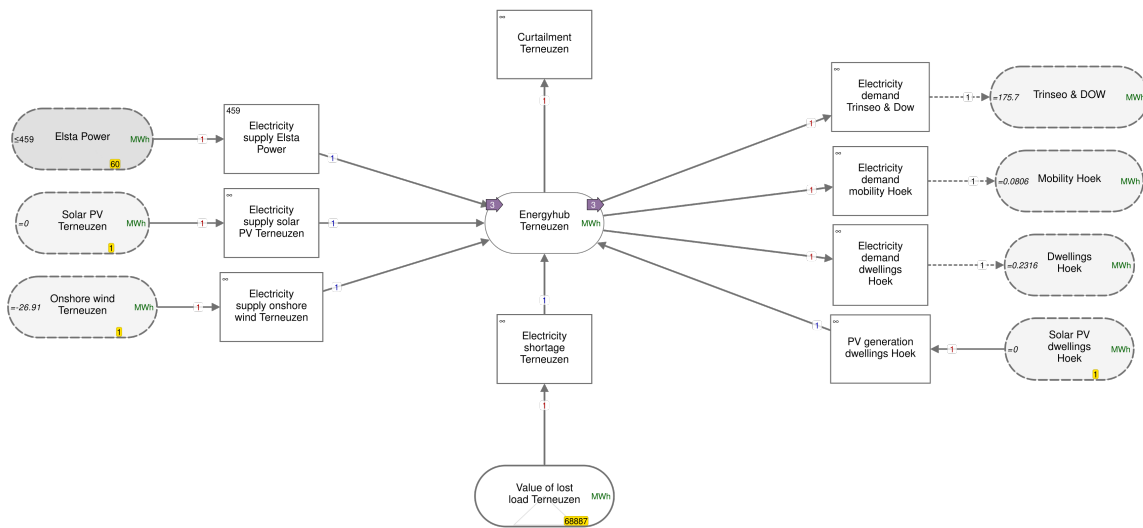 ∞
Curtailment
Terneuzen
1
≤459
Elsta Power
MWh
60
1
459
Electricity
supply Elsta
Power
1
=0
Solar PV
Terneuzen
MWh
1
1
∞
Electricity
supply solar
PV Terneuzen
1
=-26.91
Onshore wind
Terneuzen
MWh
1
1
∞
Electricity
supply onshore
wind Terneuzen
1
3
3
Energyhub
Terneuzen
MWh
1
∞
Electricity
shortage
Terneuzen
1
Value of lost
load Terneuzen
MWh
68887
1
∞
Electricity
demand
Trinseo & Dow
1
=175.7
Trinseo & DOW
MWh
1
∞
Electricity
demand
mobility Hoek
1
=0.0806
Mobility Hoek
MWh
1
∞
Electricity
demand
dwellings
Hoek
1
=0.2316
Dwellings
Hoek
MWh
1
∞
PV generation
dwellings Hoek
1
=0
Solar PV
dwellings
Hoek
MWh
1